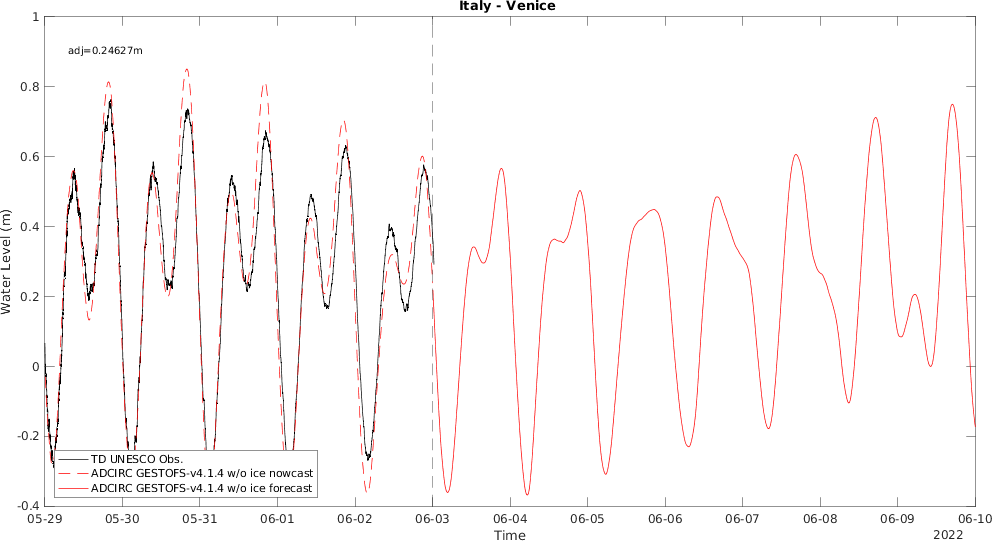 Italy - Venice
adj=0.24627m
Water Level (m)
1
0.8
0.6
0.4
0.2
0
-0.2
-0.4
TD UNESCO Obs.
ADCIRC GESTOFS-v4.1.4 w/o ice nowcast
ADCIRC GESTOFS-v4.1.4 w/o ice forecast
05-29 05-30 05-31 06-01 06-02 06-03 06-04 06-05 06-06 06-07 06-08 06-09 06-10
Time
2022